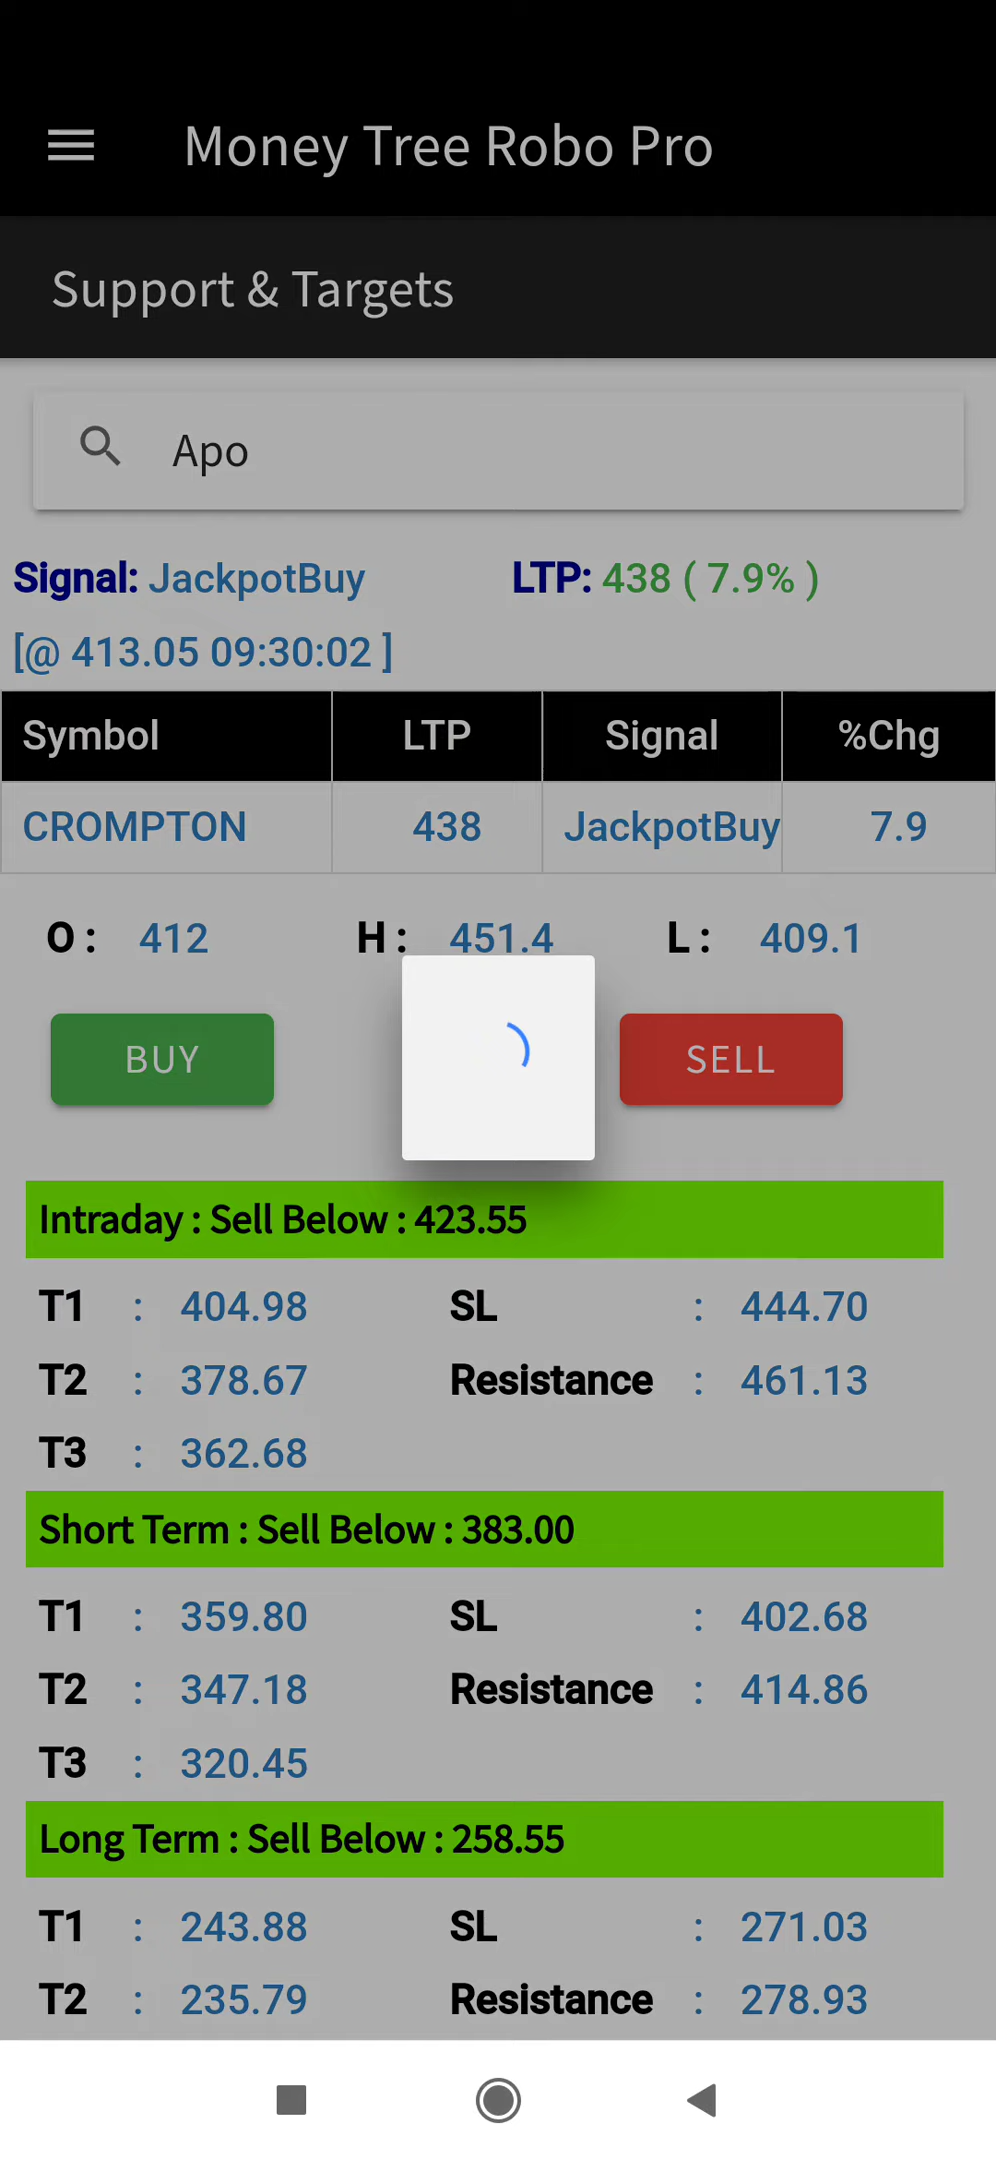 Money Tree Robo Pro
Support & Targets
Apo
Signal: JackpotBuy LTP: 438 ( 7.9% )
[@ 413.05 09:30:02 ]
Symbol LTP Signal %Chg
CROMPTON 438 JackpotBuy 7.9
O : 412 H : 451.4 L : 409.1
BUY SELL
Intraday : Sell Below : 423.55
T1 : 404.98 SL : 444.70
T2 : 378.67 Resistance : 461.13
T3 : 362.68
Short Term : Sell Below : 383.00
T1 : 359.80 SL : 402.68
T2 : 347.18 Resistance : 414.86
T3 : 320.45
Long Term : Sell Below : 258.55
T1 : 243.88 SL : 271.03
T2 : 235.79 Resistance : 278.93